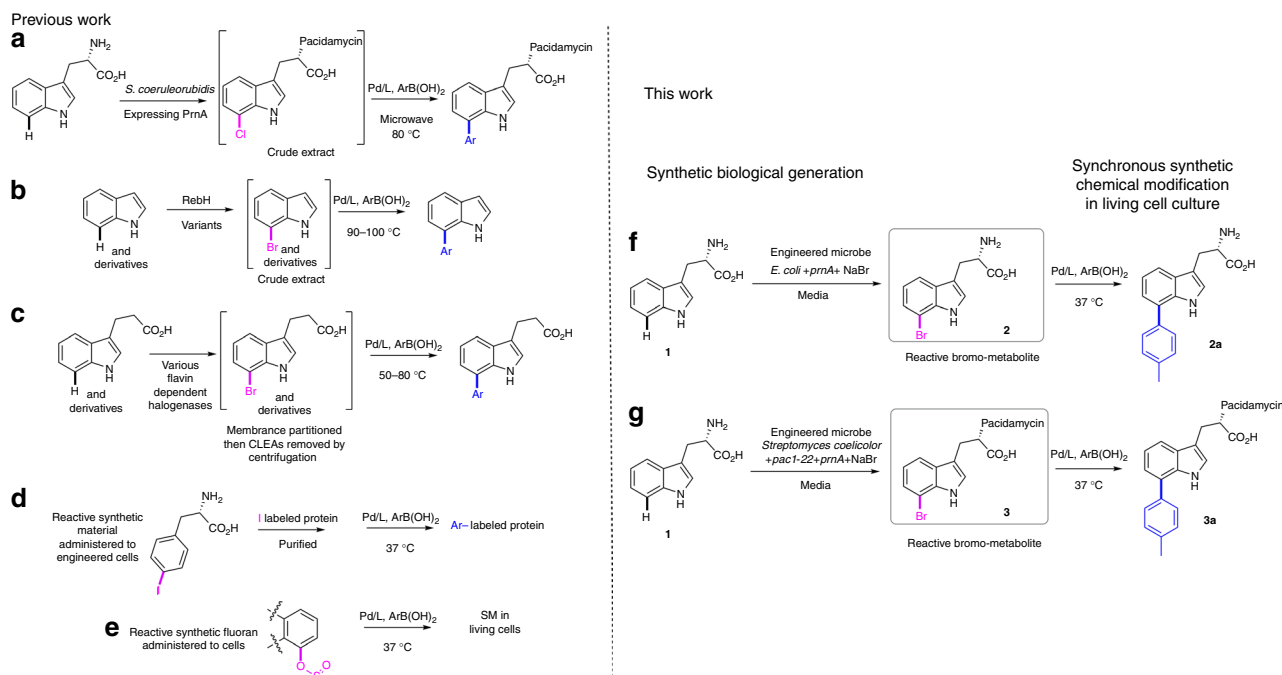 Previous work
a
NH2
CO2H
N
H
H
S. coeruleorubidis
Expressing PrnA
Pacidamycin
CO2H
N
H
Cl
Crude extract
Pd/L, ArB(OH)2
Microwave
80 °C
Pacidamycin
CO2H
N
H
Ar
b
N
H
H
and
derivatives
RebH
Variants
N
H
Br
and
derivatives
Crude extract
Pd/L, ArB(OH)2
90–100 °C
N
H
Ar
c
CO2H
N
H
H
and
derivatives
Various
flavin
dependent
halogenases
CO2H
N
H
Br
and
derivatives
Membrance partitioned
then CLEAs removed by
centrifugation
Pd/L, ArB(OH)2
50–80 °C
CO2H
N
H
Ar
d
Reactive synthetic
material
administered to
engineered cells
NH2
CO2H
I
I labeled protein
Purified
Pd/L, ArB(OH)2
37 °C
Ar– labeled protein
e
Reactive synthetic fluoran
administered to cells
O
O
Pd/L, ArB(OH)2
37 °C
SM in
living cells
This work
Synthetic biological generation
Synchronous synthetic
chemical modification
in living cell culture
f
NH2
CO2H
N
H
H
1
Engineered microbe
E. coli +prnA+ NaBr
Media
NH2
CO2H
N
H
Br
2
Reactive bromo-metabolite
Pd/L, ArB(OH)2
37 °C
NH2
CO2H
N
H
2a
g
NH2
CO2H
N
H
H
1
Engineered microbe
Streptomyces coelicolor
+pac1-22+prnA+NaBr
Media
Pacidamycin
CO2H
N
H
Br
3
Reactive bromo-metabolite
Pd/L, ArB(OH)2
37 °C
Pacidamycin
CO2H
N
H
3a